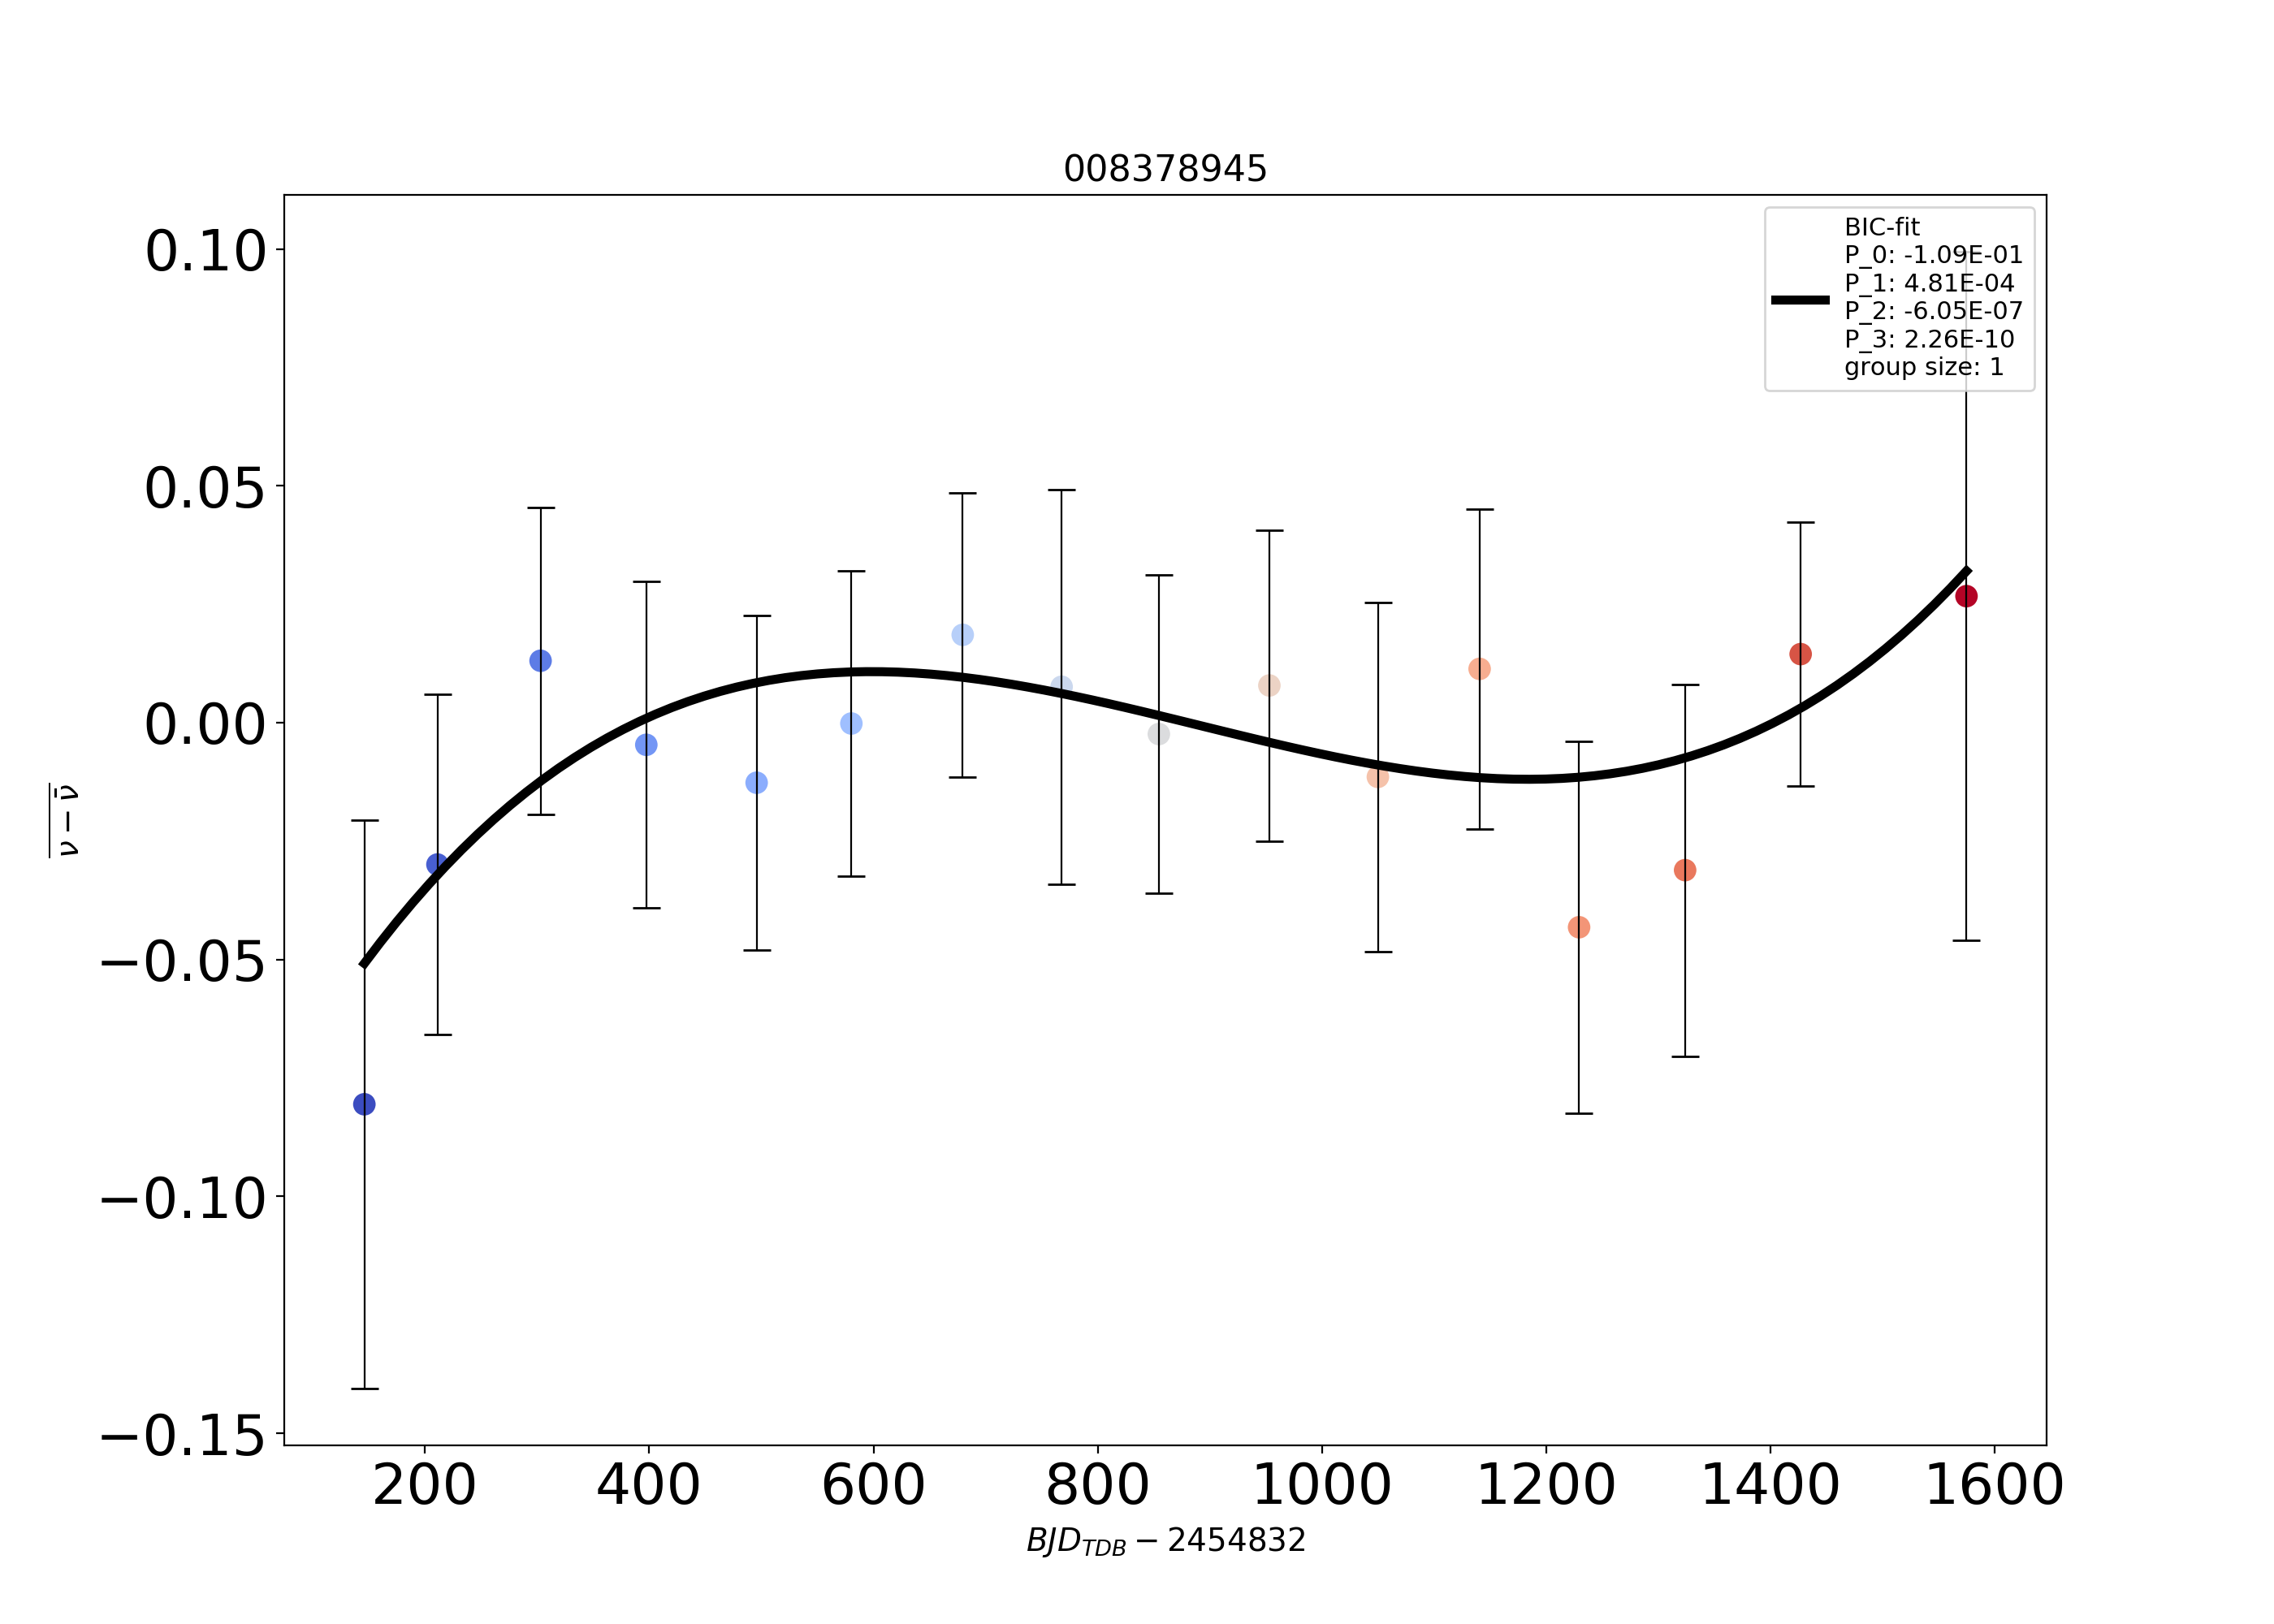 008378945
BIC-fit
P_0: -1.09E-01
P_1: 4.81E-04
P_2: -6.05E-07
P_3: 2.26E-10
group size: 1
0.10
0.05
0.00
−0.05
−0.10
−0.15
ν − ν̄
200 400 600 800 1000 1200 1400 1600
BJD_TDB − 2454832